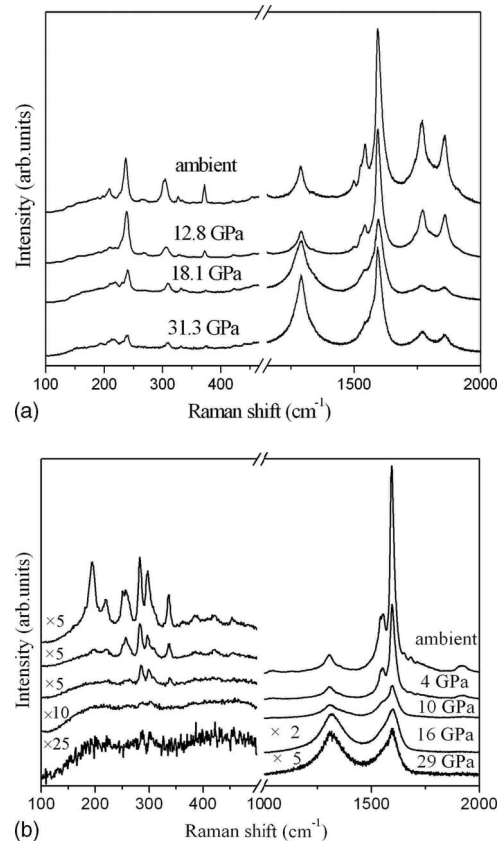 Intensity (arb.units)
ambient
12.8 GPa
18.1 GPa
31.3 GPa
100 200 300 400 1500 2000
(a)
Raman shift (cm-1)
Intensity (arb.units)
×5
×5
×5
×10
×25
ambient
4 GPa
10 GPa
× 2 16 GPa
× 5 29 GPa
100 200 300 400 1000 1500 2000
(b)
Raman shift (cm-1)